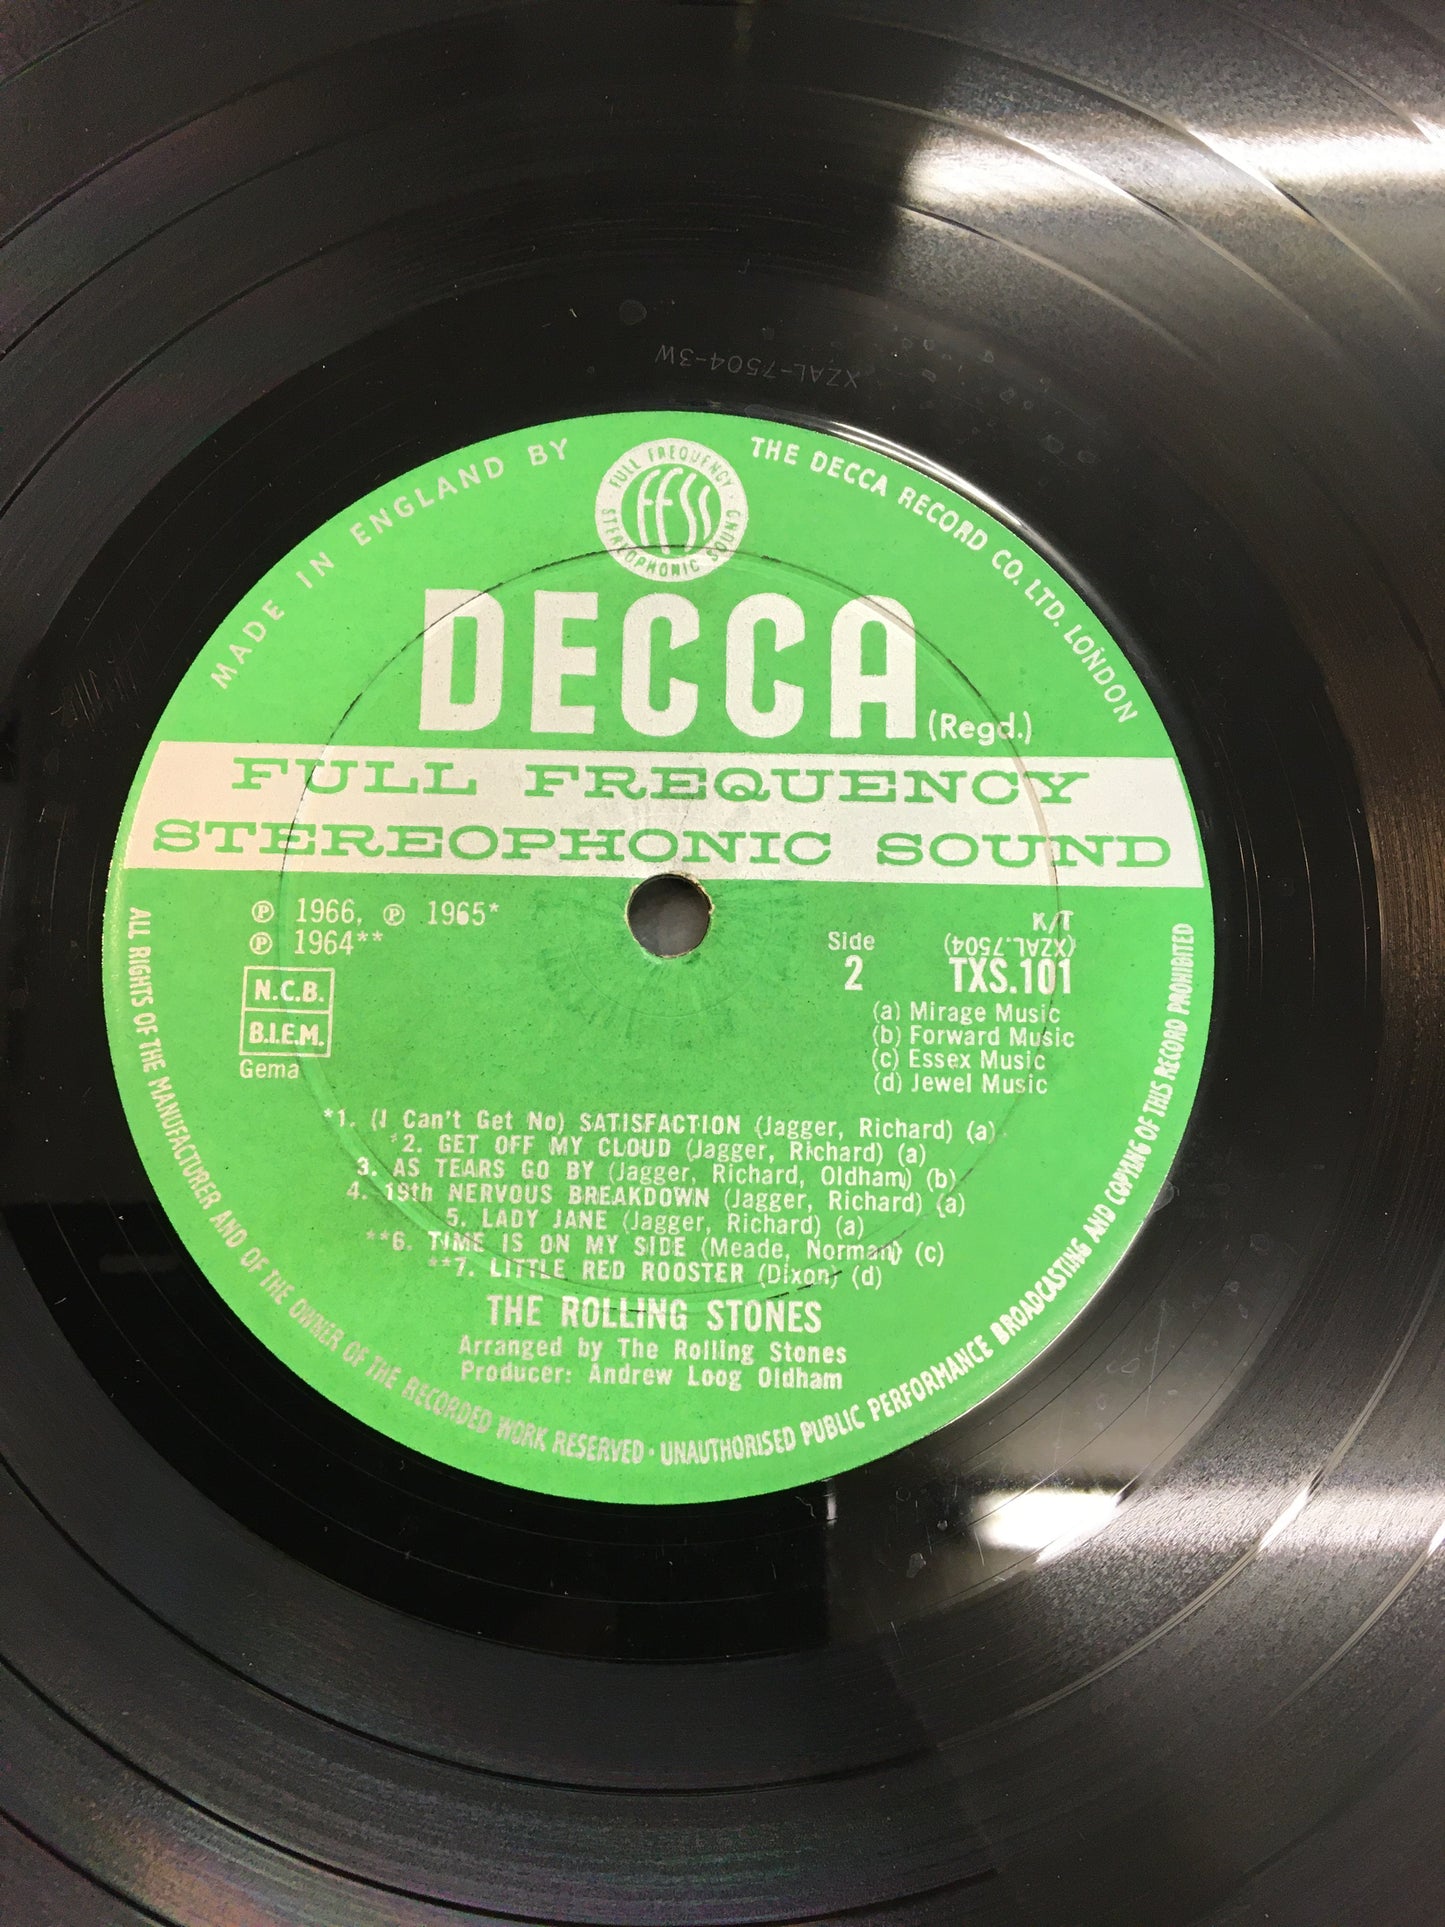 XZAL-7504-3W
MADE IN ENGLAND BY
THE DECCA RECORD CO. LTD. LONDON
FULL FREQUENCY
FFSS
STEREOPHONIC SOUND
DECCA (Regd.)
FULL FREQUENCY
STEREOPHONIC SOUND
℗ 1966, ℗ 1965*
℗ 1964**
N.C.B.
B.I.E.M.
Gema
K/T
(XZAL.7504)
Side
2
TXS.101
(a) Mirage Music
(b) Forward Music
(c) Essex Music
(d) Jewel Music
*1. (I Can't Get No) SATISFACTION (Jagger, Richard) (a)
*2. GET OFF MY CLOUD (Jagger, Richard) (a)
3. AS TEARS GO BY (Jagger, Richard, Oldham) (b)
4. 19th NERVOUS BREAKDOWN (Jagger, Richard) (a)
5. LADY JANE (Jagger, Richard) (a)
**6. TIME IS ON MY SIDE (Meade, Norman) (c)
**7. LITTLE RED ROOSTER (Dixon) (d)
THE ROLLING STONES
Arranged by The Rolling Stones
Producer: Andrew Loog Oldham
ALL RIGHTS OF THE MANUFACTURER AND OF THE OWNER OF THE RECORDED WORK RESERVED · UNAUTHORISED PUBLIC PERFORMANCE BROADCASTING AND COPYING OF THIS RECORD PROHIBITED